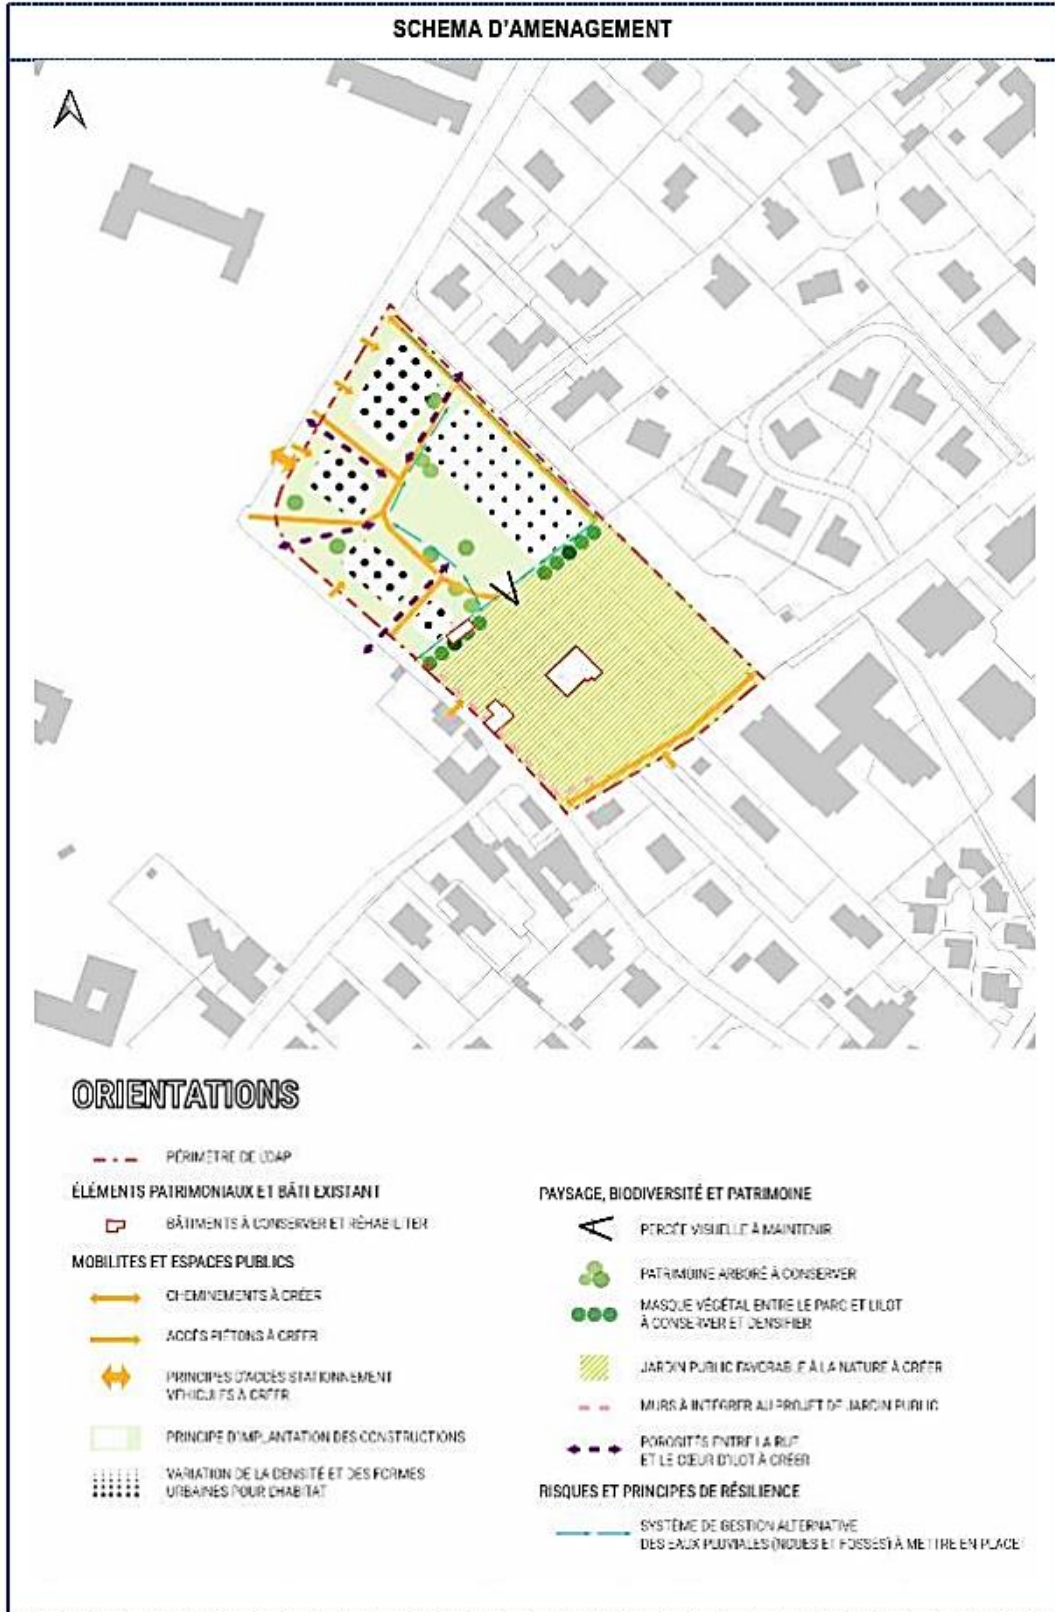 SCHEMA D'AMENAGEMENT
ORIENTATIONS
PÉRIMÈTRE DE L'OAP
ÉLÉMENTS PATRIMONIAUX ET BÂTI EXISTANT
BÂTIMENTS À CONSERVER ET RÉHABILITER
MOBILITES ET ESPACES PUBLICS
CHEMINEMENTS À CRÉER
ACCÈS PIÉTONS À CRÉER
PRINCIPES D'ACCÈS STATIONNEMENT
VÉHICULES À CRÉER
PRINCIPE D'IMPLANTATION DES CONSTRUCTIONS
VARIATION DE LA DENSITÉ ET DES FORMES
URBAINES POUR L'HABITAT
PAYSAGE, BIODIVERSITÉ ET PATRIMOINE
PERCÉE VISUELLE À MAINTENIR
PATRIMOINE ARBORÉ À CONSERVER
MASQUE VÉGÉTAL ENTRE LE PARC ET L'ILOT
À CONSERVER ET DENSIFIER
JARDIN PUBLIC FAVORABLE À LA NATURE À CRÉER
MURS À INTÉGRER AU PROJET DE JARDIN PUBLIC
POROSITÉS ENTRE LA RUE
ET LE CŒUR D'ILOT À CRÉER
RISQUES ET PRINCIPES DE RÉSILIENCE
SYSTÈME DE GESTION ALTERNATIVE
DES EAUX PLUVIALES (NOUES ET FOSSÉS) À METTRE EN PLACE